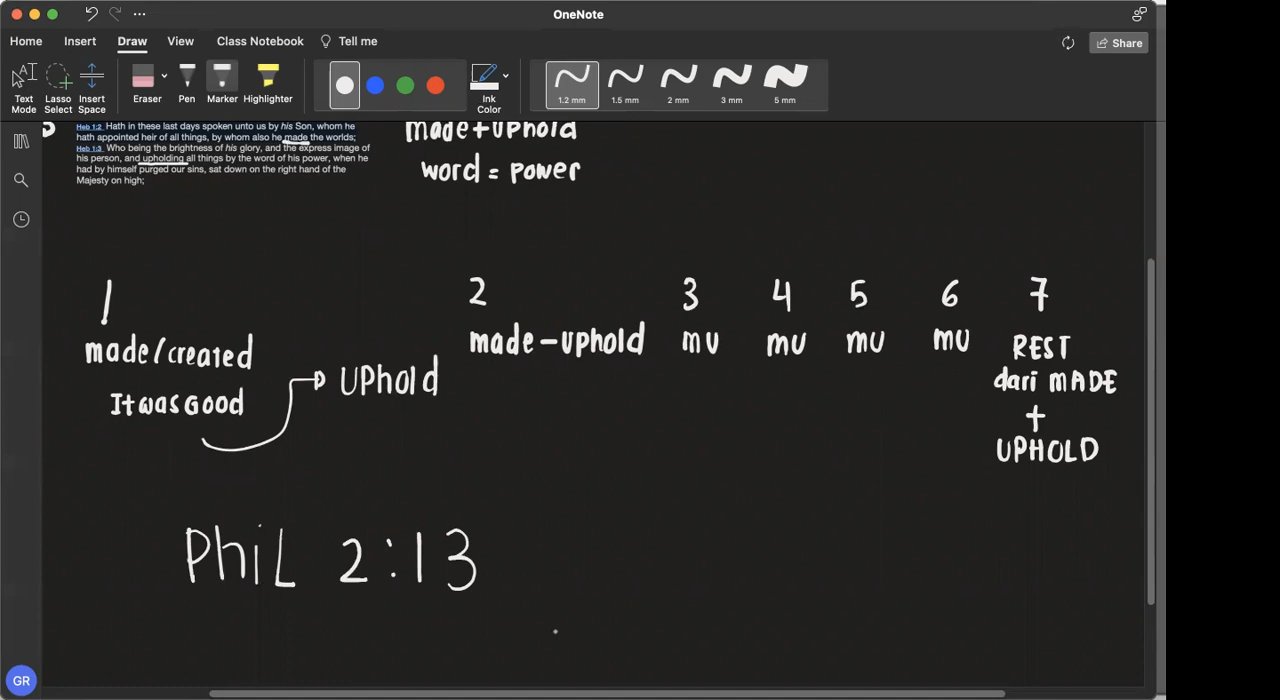 OneNote
Home Insert Draw View Class Notebook Tell me
Share
Text Mode
Lasso Select
Insert Space
Eraser
Pen
Marker
Highlighter
Ink Color
1.2 mm
1.5 mm
2 mm
3 mm
5 mm
Heb 1:2 Hath in these last days spoken unto us by his Son, whom he
hath appointed heir of all things, by whom also he made the worlds;
Heb 1:3 Who being the brightness of his glory, and the express image of
his person, and upholding all things by the word of his power, when he
had by himself purged our sins, sat down on the right hand of the
Majesty on high;
made+uphold
word = power
1 2 3 4 5 6 7
made/created
It was Good
UPhold
made-uphold
mu mu mu mu
REST
dari MADE
+
UPHOLD
PhiL 2:13
GR